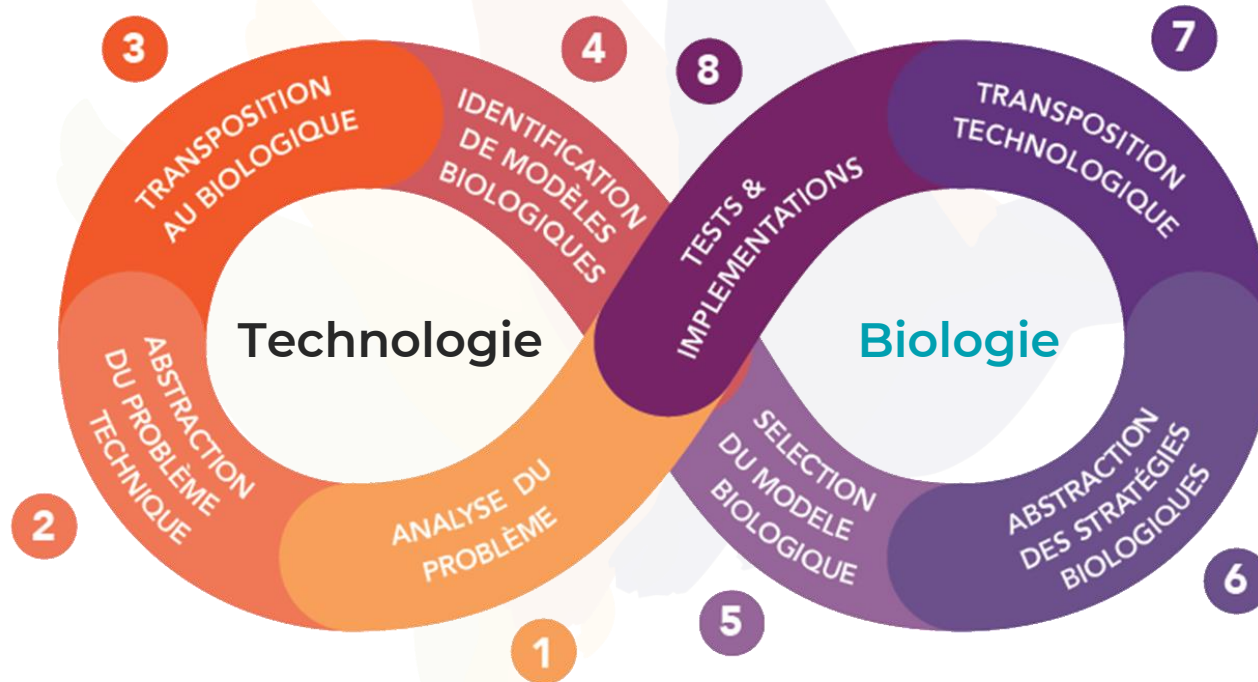 3
TRANSPOSITION
AU BIOLOGIQUE
4
IDENTIFICATION
DE MODÈLES
BIOLOGIQUES
8
TESTS &
IMPLEMENTATIONS
7
TRANSPOSITION
TECHNOLOGIQUE
Technologie
Biologie
2
ABSTRACTION
DU PROBLÈME
TECHNIQUE
1
ANALYSE DU
PROBLÈME
5
SELECTION
DU MODELE
BIOLOGIQUE
6
ABSTRACTION
DES STRATÉGIES
BIOLOGIQUES